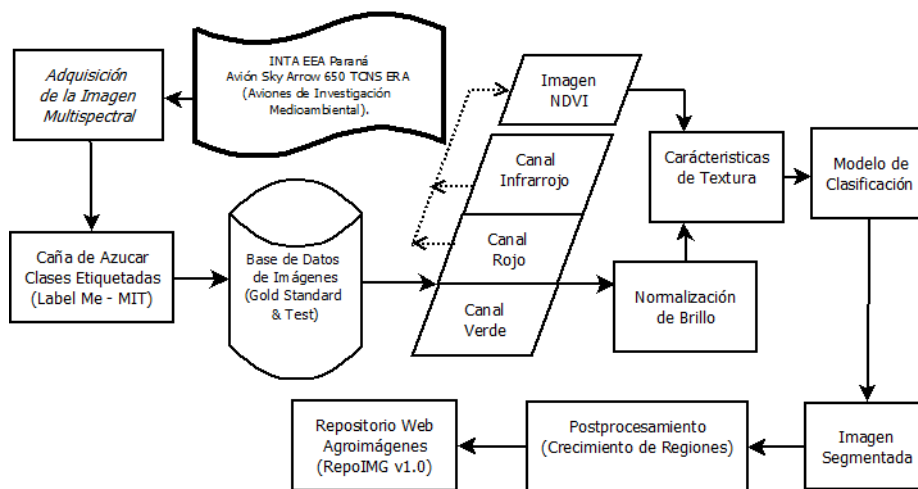 INTA EEA Paraná
Avión Sky Arrow 650 TCNS ERA
(Aviones de Investigación
Medioambiental).
Adquisición
de la Imagen
Multispectral
Imagen
NDVI
Canal
Infrarrojo
Canal
Rojo
Canal
Verde
Carácteristicas
de Textura
Modelo de
Clasificación
Caña de Azucar
Clases Etiquetadas
(Label Me - MIT)
Base de Datos
de Imágenes
(Gold Standard
& Test)
Normalización
de Brillo
Repositorio Web
Agroimágenes
(RepoIMG v1.0)
Postprocesamiento
(Crecimiento de Regiones)
Imagen
Segmentada